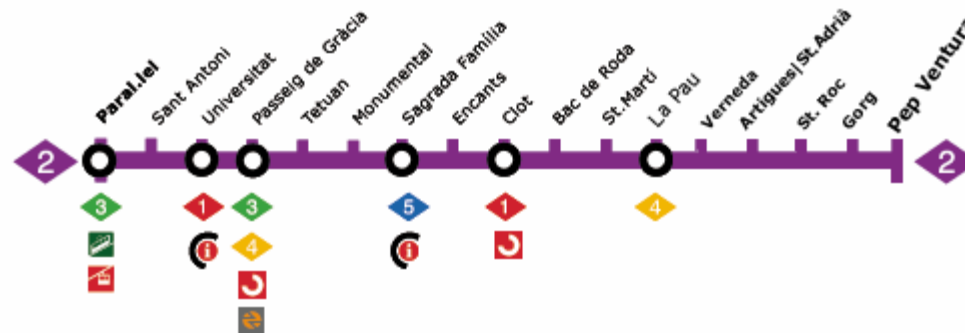 Paral.lel
Sant Antoni
Universitat
Passeig de Gràcia
Tetuan
Monumental
Sagrada Família
Encants
Clot
Bac de Roda
St. Martí
La Pau
Verneda
Artigues|St.Adrià
St. Roc
Gorg
Pep Ventura
2
2
3
1
3
5
1
4
i
4
i